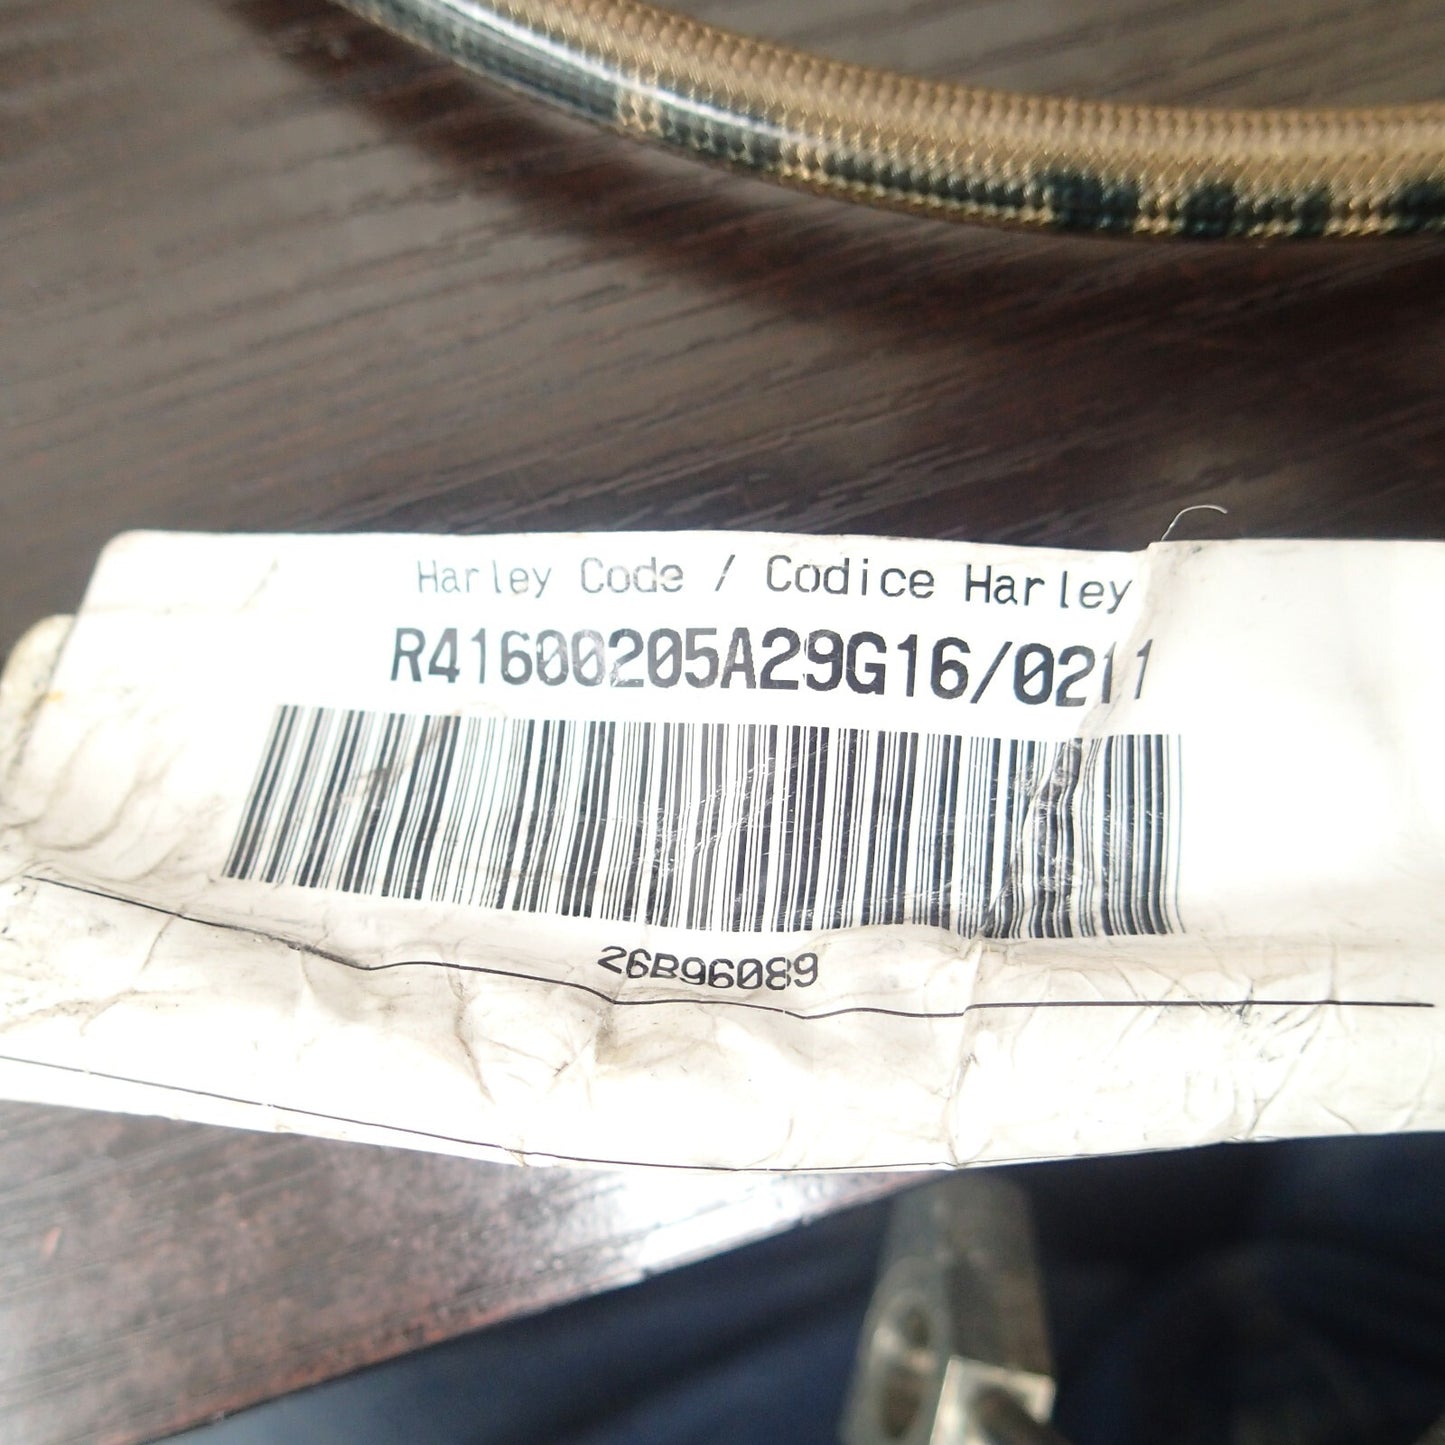 Harley Code / Codice Harley
R41600205A29G16/0211
26B96089